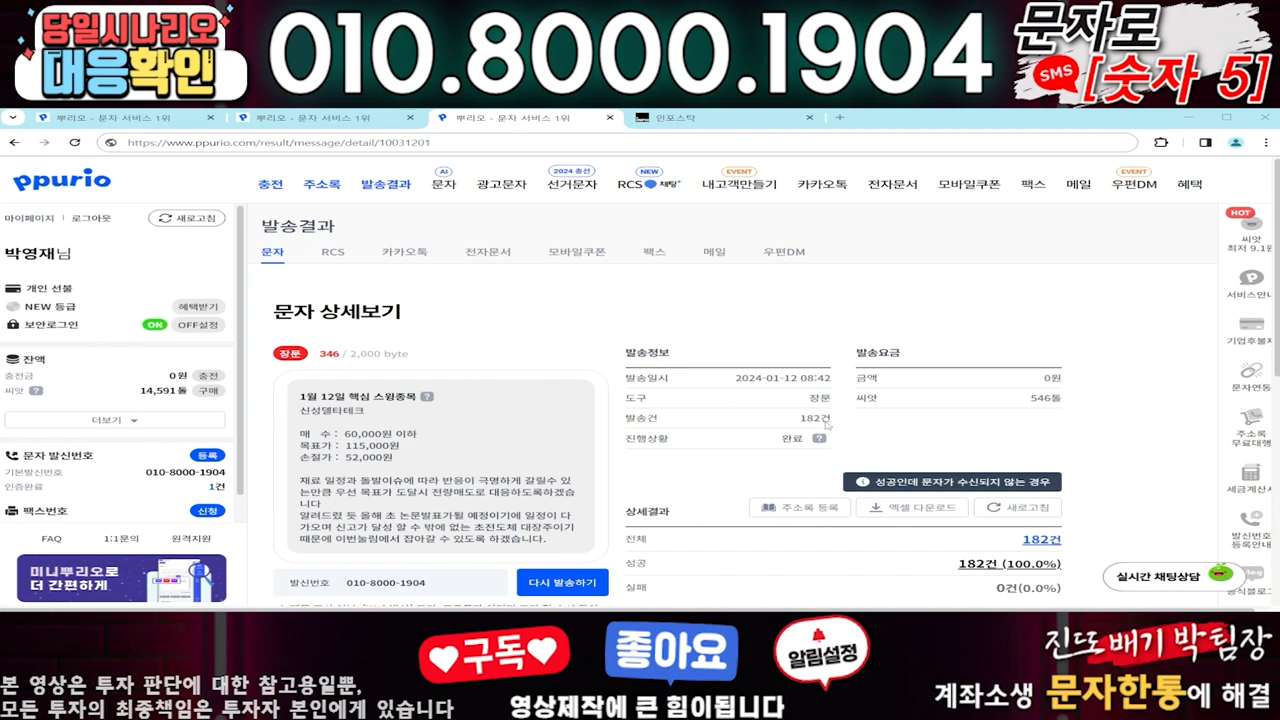 당일시나리오
대응확인
010.8000.1904
문자로
SMS [숫자 5]
뿌리오 - 문자 서비스 1위
뿌리오 - 문자 서비스 1위
뿌리오 - 문자 서비스 1위
인포스탁
https://www.ppurio.com/result/message/detail/10031201
ppurio
AI
2024 총선
NEW
EVENT
EVENT
충전 주소록 발송결과 문자 광고문자 선거문자 RCS 채팅+ 내고객만들기 카카오톡 전자문서 모바일쿠폰 팩스 메일 우편DM 혜택
마이페이지 | 로그아웃 새로고침
박영재님
개인 선불
NEW 등급 혜택받기
보안로그인 ON OFF설정
잔액
충전금 0원 충전
씨앗 ? 14,591톨 구매
더보기
문자 발신번호 등록
기본발신번호 010-8000-1904
인증완료 1건
팩스번호 신청
FAQ 1:1문의 원격지원
미니뿌리오로
더 간편하게
발송결과
문자 RCS 카카오톡 전자문서 모바일쿠폰 팩스 메일 우편DM
문자 상세보기
장문 346 / 2,000 byte
1월 12일 핵심 스윙종목 ?
신성델타테크
매 수 : 60,000원 이하
목표가 : 115,000원
손절가 : 52,000원
재료 일정과 돌발이슈에 따라 반응이 극명하게 갈릴수 있
는만큼 우선 목표가 도달시 전량매도로 대응하도록하겠습
니다
알려드렸 듯 올해 초 논문발표가될 예정이기에 일정이 다
가오며 신고가 달성 할 수 밖에 없는 초전도체 대장주이기
때문에 이번눌림에서 잡아갈 수 있도록 하겠습니다.
발신번호 010-8000-1904 다시 발송하기
발송정보
발송일시 2024-01-12 08:42
도구 장문
발송건 182건
진행상황 완료 ?
발송요금
금액 0원
씨앗 546톨
성공인데 문자가 수신되지 않는 경우
상세결과 주소록 등록 엑셀 다운로드 새로고침
전체 182건
성공 182건 (100.0%)
실패 0건(0.0%)
HOT
씨앗
최저 9.1원
서비스안내
기업후불제
문자연동
주소록
무료대행
세금계산서
발신번호
등록안내
실시간 채팅상담
구독
좋아요
알림설정
영상제작에 큰 힘이됩니다
본 영상은 투자 판단에 대한 참고용일뿐,
모든 투자의 최종책임은 투자자 본인에게 있습니다
진또배기 박팀장
계좌소생 문자한통에 해결